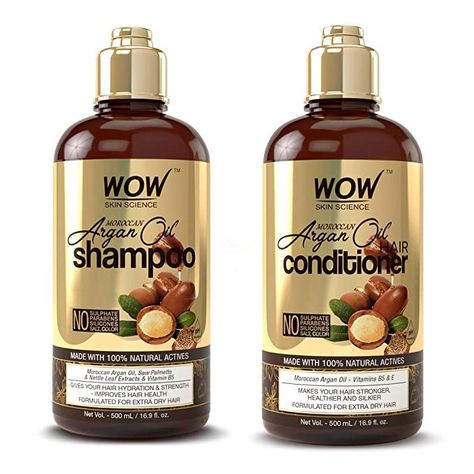 WOW™
SKIN SCIENCE
MOROCCAN
Argan Oil
shampoo
NO
SULPHATE
PARABENS
SILICONES
SALT, COLOR
MADE WITH 100% NATURAL ACTIVES
Moroccan Argan Oil, Saw Palmetto
& Nettle Leaf Extracts & Vitamin B5
GIVES YOUR HAIR HYDRATION & STRENGTH
- IMPROVES HAIR HEALTH
FORMULATED FOR EXTRA DRY HAIR
Net Vol. - 500 mL / 16.9 fl. oz.
WOW™
SKIN SCIENCE
MOROCCAN
Argan Oil
HAIR
conditioner
NO
SULPHATE
PARABENS
SILICONES
SALT, COLOR
MADE WITH 100% NATURAL ACTIVES
Moroccan Argan Oil - Vitamins B5 & E
MAKES YOUR HAIR STRONGER,
HEALTHIER AND SILKIER
FORMULATED FOR EXTRA DRY HAIR
Net Vol. - 500 mL / 16.9 fl. oz.